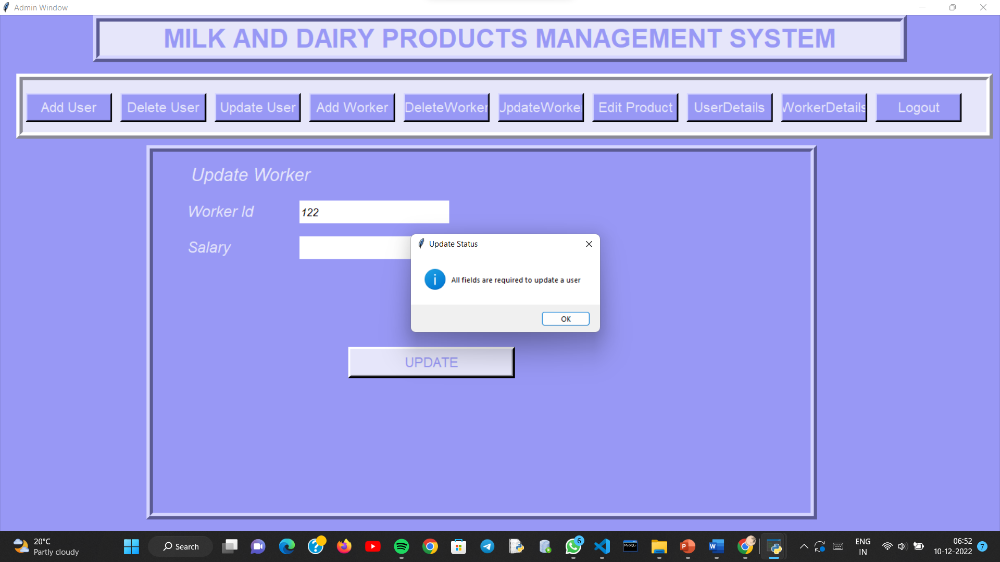 Admin Window
MILK AND DAIRY PRODUCTS MANAGEMENT SYSTEM
Add User Delete User Update User Add Worker DeleteWorker UpdateWorke Edit Product UserDetails WorkerDetails Logout
Update Worker
Worker Id 122
Salary
Update Status
All fields are required to update a user
OK
UPDATE
20°C
Partly cloudy
Search
6
MySQL
ENG
IN
06:52
10-12-2022
7